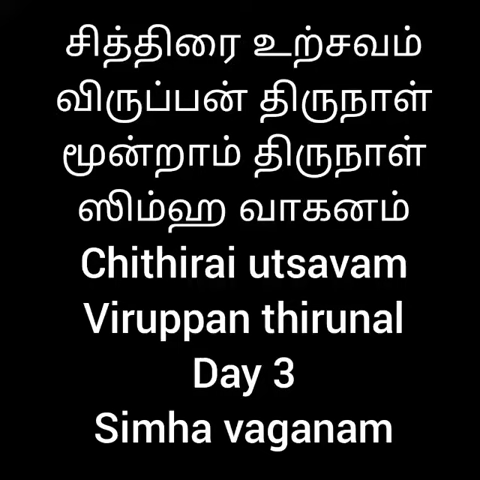 சித்திரை உற்சவம்
விருப்பன் திருநாள்
மூன்றாம் திருநாள்
ஸிம்ஹ வாகனம்
Chithirai utsavam
Viruppan thirunal
Day 3
Simha vaganam